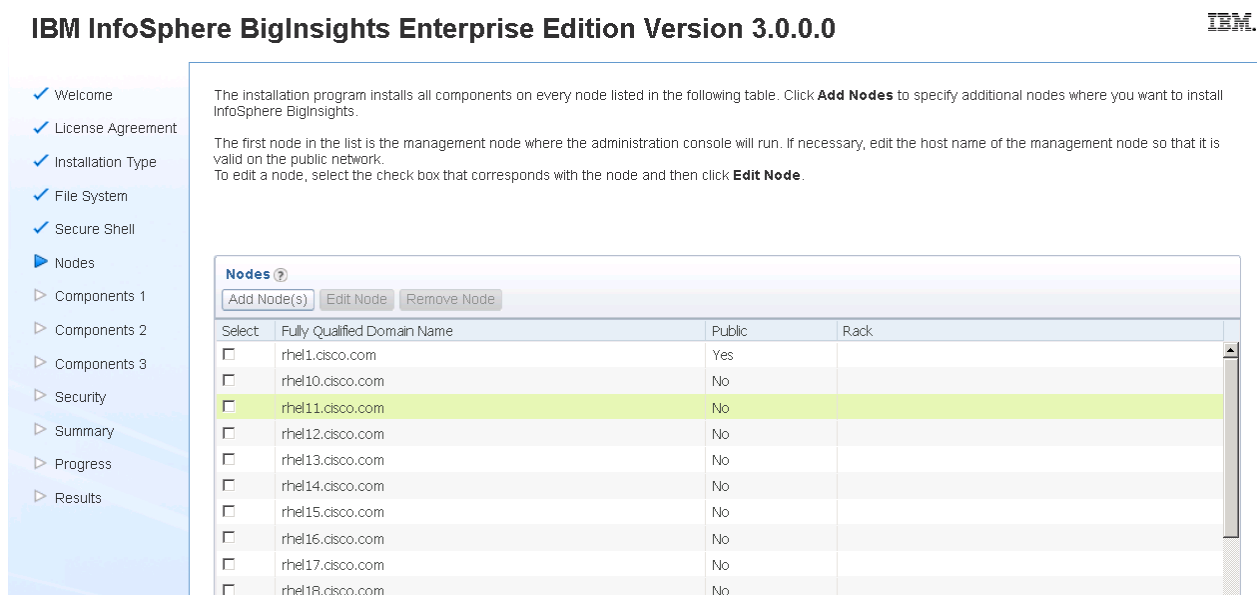 IBM InfoSphere BigInsights Enterprise Edition Version 3.0.0.0
IBM.
Welcome
License Agreement
Installation Type
File System
Secure Shell
Nodes
Components 1
Components 2
Components 3
Security
Summary
Progress
Results
The installation program installs all components on every node listed in the following table. Click Add Nodes to specify additional nodes where you want to install
InfoSphere BigInsights.
The first node in the list is the management node where the administration console will run. If necessary, edit the host name of the management node so that it is
valid on the public network.
To edit a node, select the check box that corresponds with the node and then click Edit Node.
Nodes ?
Add Node(s) Edit Node Remove Node
Select Fully Qualified Domain Name Public Rack
rhel1.cisco.com Yes
rhel10.cisco.com No
rhel11.cisco.com No
rhel12.cisco.com No
rhel13.cisco.com No
rhel14.cisco.com No
rhel15.cisco.com No
rhel16.cisco.com No
rhel17.cisco.com No
rhel18.cisco.com No